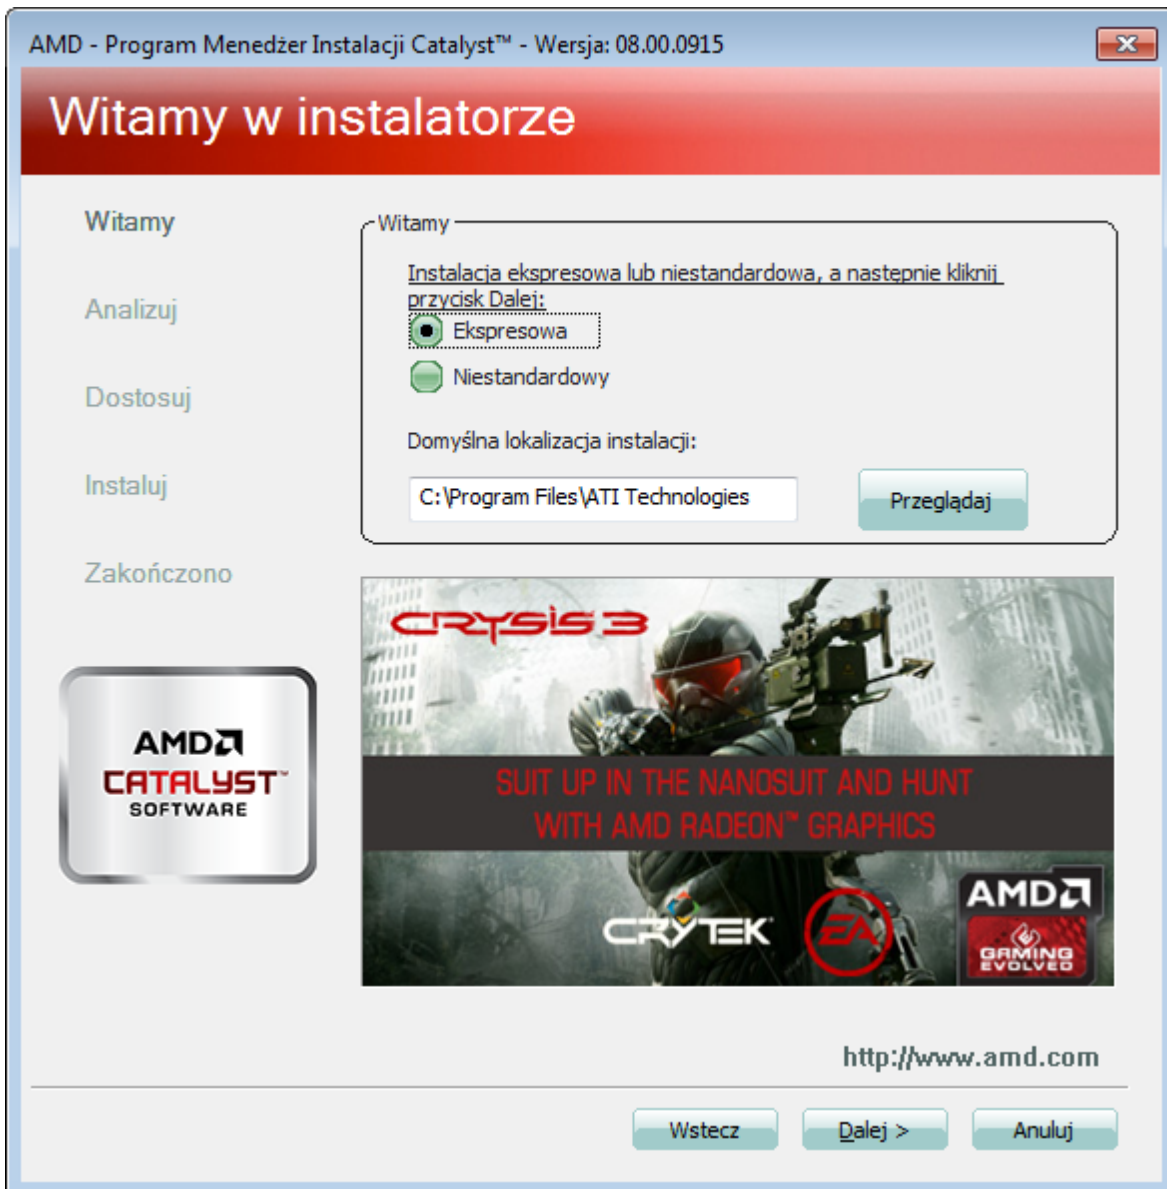 AMD - Program Menedżer Instalacji Catalyst™ - Wersja: 08.00.0915
Witamy w instalatorze
Witamy
Analizuj
Dostosuj
Instaluj
Zakończono
Witamy
Instalacja ekspresowa lub niestandardowa, a następnie kliknij
przycisk Dalej:
Ekspresowa
Niestandardowy
Domyślna lokalizacja instalacji:
C:\Program Files\ATI Technologies
Przeglądaj
AMD
CATALYST™
SOFTWARE
CRYSIS 3
SUIT UP IN THE NANOSUIT AND HUNT
WITH AMD RADEON™ GRAPHICS
CRYTEK
EA
AMD
GAMING
EVOLVED
http://www.amd.com
Wstecz
Dalej >
Anuluj